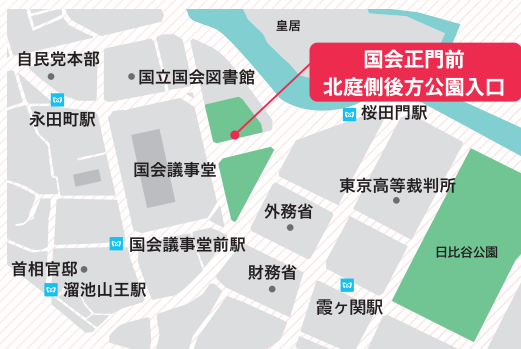 皇居
国会正門前
北庭側後方公園入口
自民党本部
国立国会図書館
永田町駅
桜田門駅
国会議事堂
東京高等裁判所
外務省
国会議事堂前駅
日比谷公園
首相官邸
財務省
溜池山王駅
霞ヶ関駅